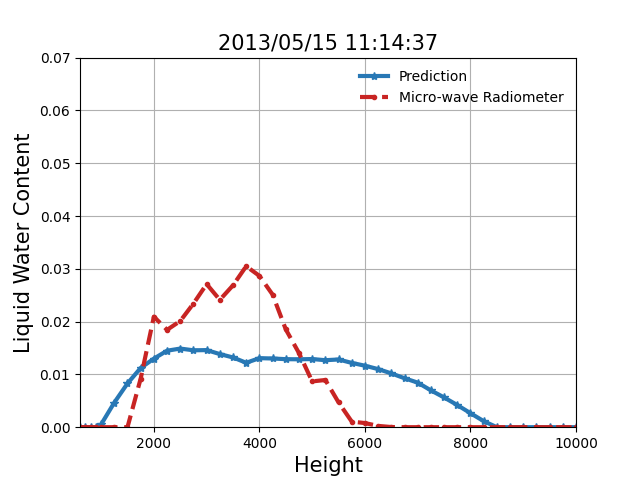 2013/05/15 11:14:37
0.07
0.06
0.05
0.04
0.03
0.02
0.01
0.00
Liquid Water Content
Prediction
Micro-wave Radiometer
2000 4000 6000 8000 10000
Height